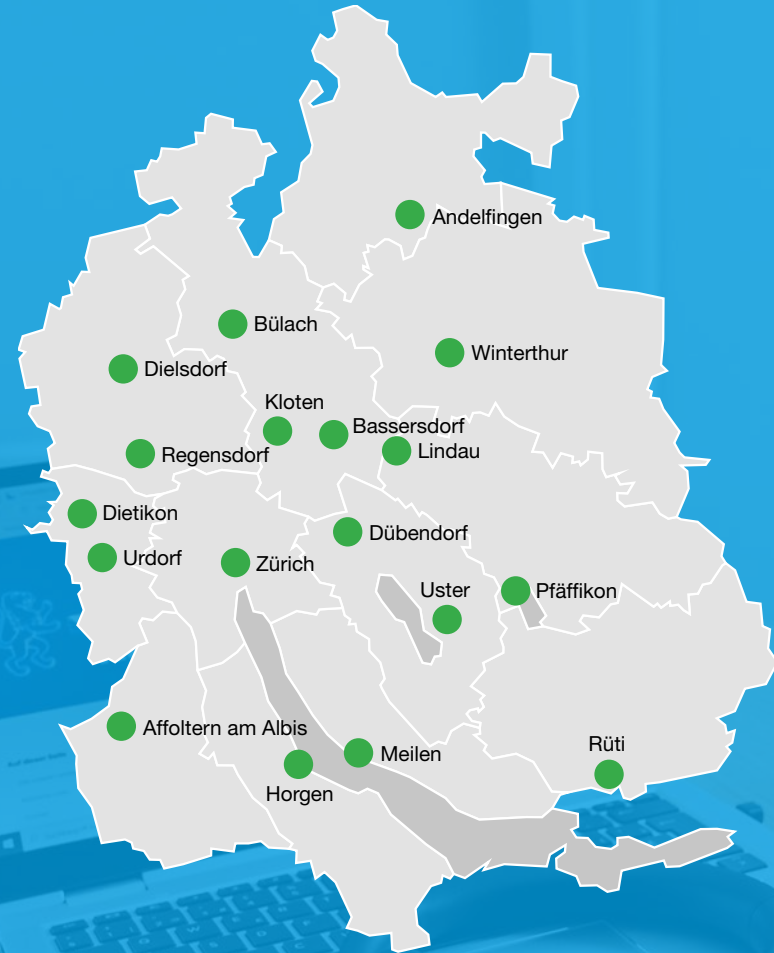 Andelfingen
Bülach
Winterthur
Dielsdorf
Kloten
Bassersdorf
Lindau
Regensdorf
Dietikon
Dübendorf
Urdorf
Zürich
Uster
Pfäffikon
Affoltern am Albis
Meilen
Rüti
Horgen